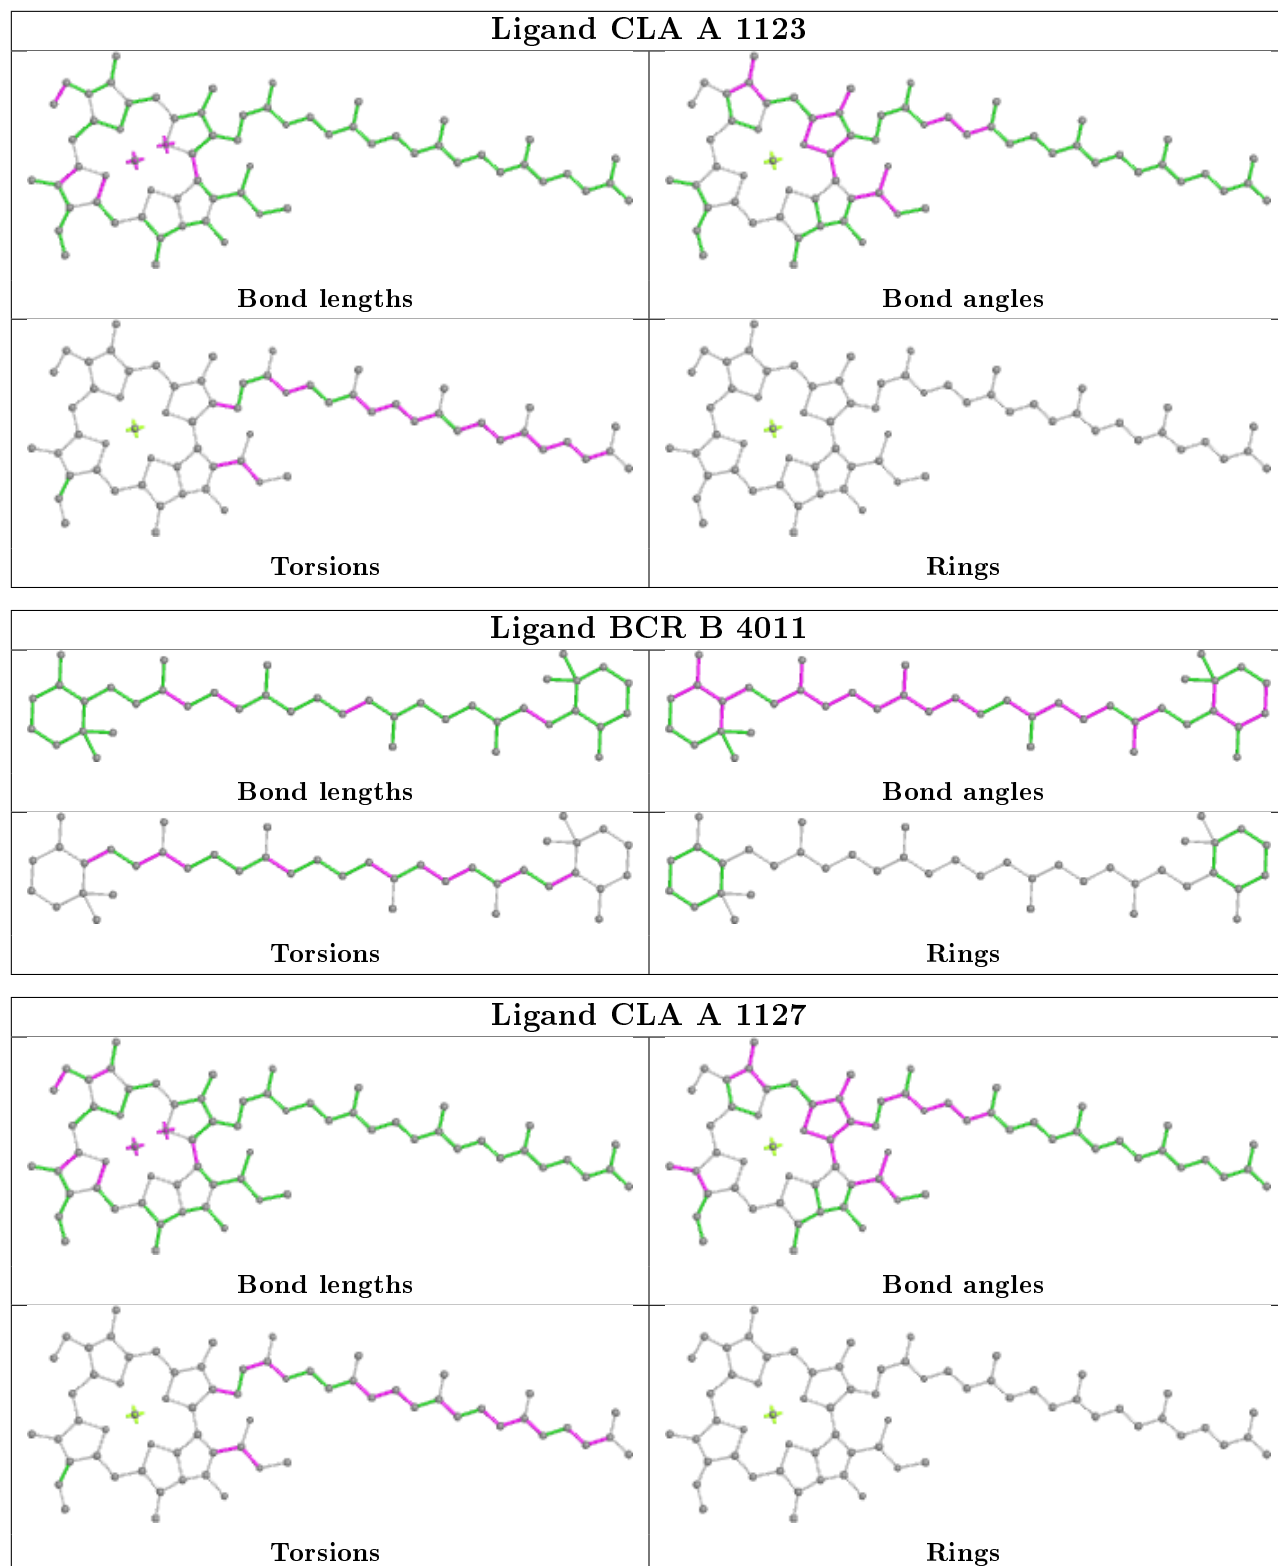 Ligand CLA A 1123
Bond lengths
Bond angles
Torsions
Rings
Ligand BCR B 4011
Bond lengths
Bond angles
Torsions
Rings
Ligand CLA A 1127
Bond lengths
Bond angles
Torsions
Rings